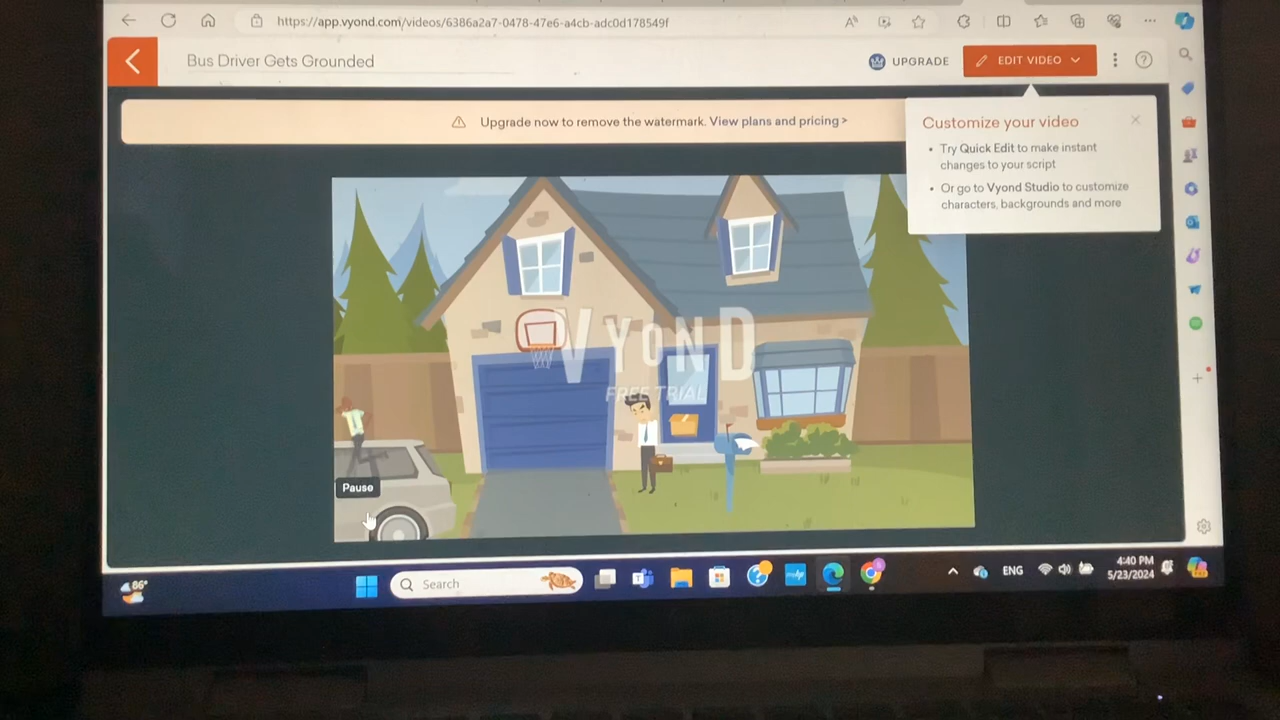 https://app.vyond.com/videos/6386a2a7-0478-47e6-a4cb-adc0d178549f
Bus Driver Gets Grounded
UPGRADE
EDIT VIDEO
Upgrade now to remove the watermark. View plans and pricing >
Customize your video
• Try Quick Edit to make instant
changes to your script
• Or go to Vyond Studio to customize
characters, backgrounds and more
VYOND
FREE TRIAL
Pause
86°
Search
ENG
4:40 PM
5/23/2024